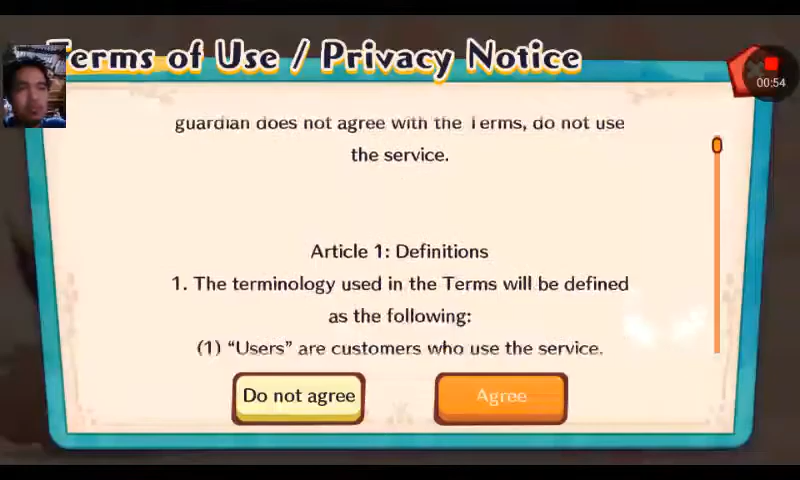 Terms of Use / Privacy Notice
00:54
guardian does not agree with the Terms, do not use
the service.
Article 1: Definitions
1. The terminology used in the Terms will be defined
as the following:
(1) “Users” are customers who use the service.
Do not agree
Agree